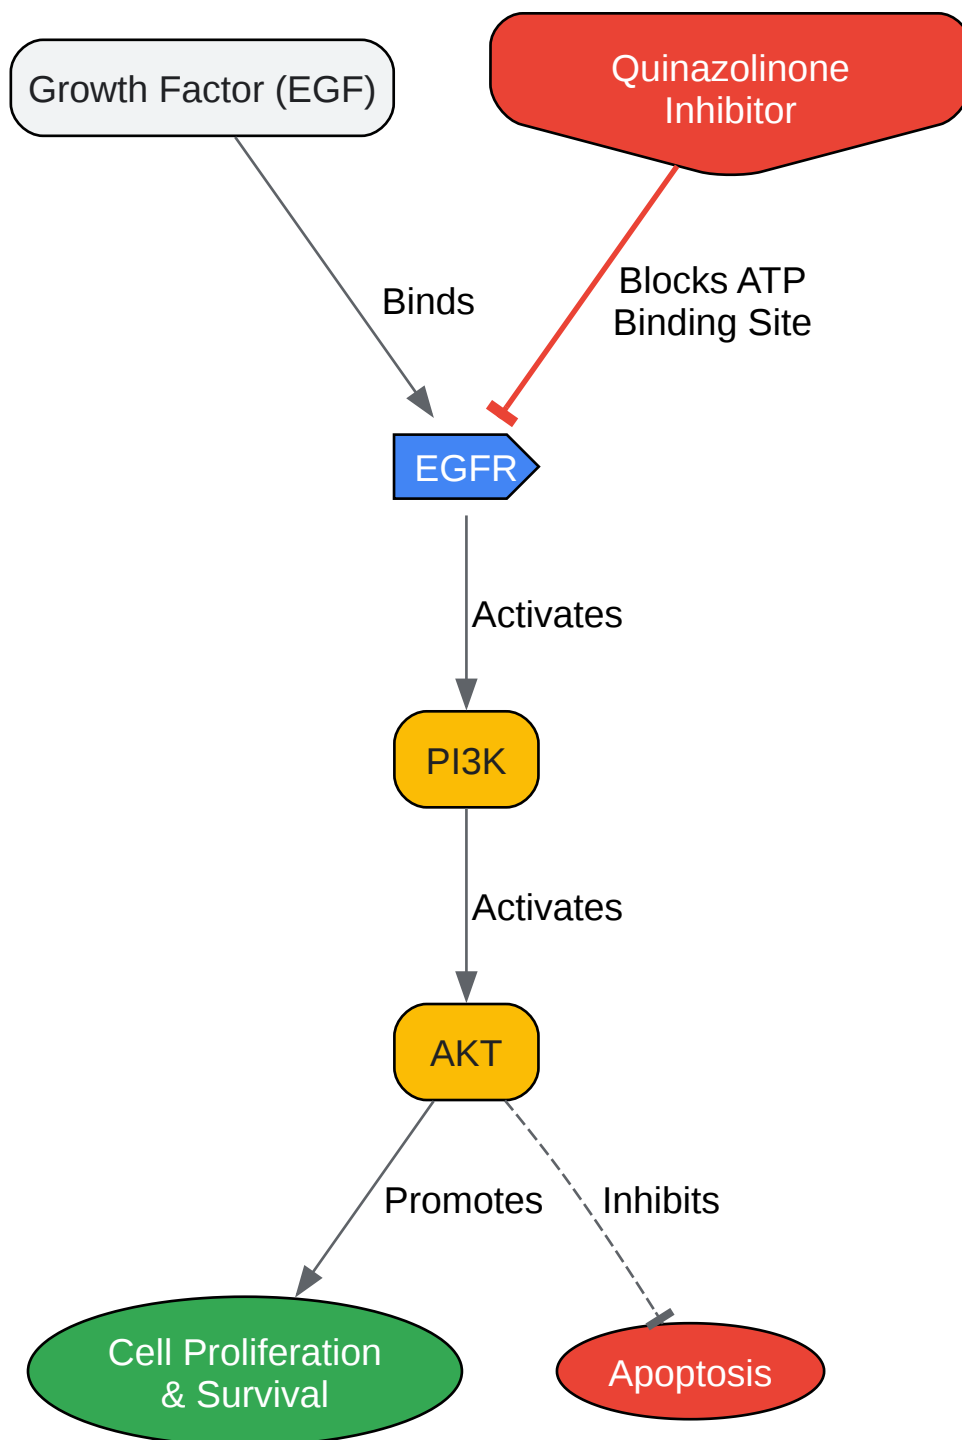 Growth Factor (EGF)
Quinazolinone
Inhibitor
Binds
Blocks ATP
Binding Site
EGFR
Activates
PI3K
Activates
AKT
Promotes
Inhibits
Cell Proliferation
& Survival
Apoptosis